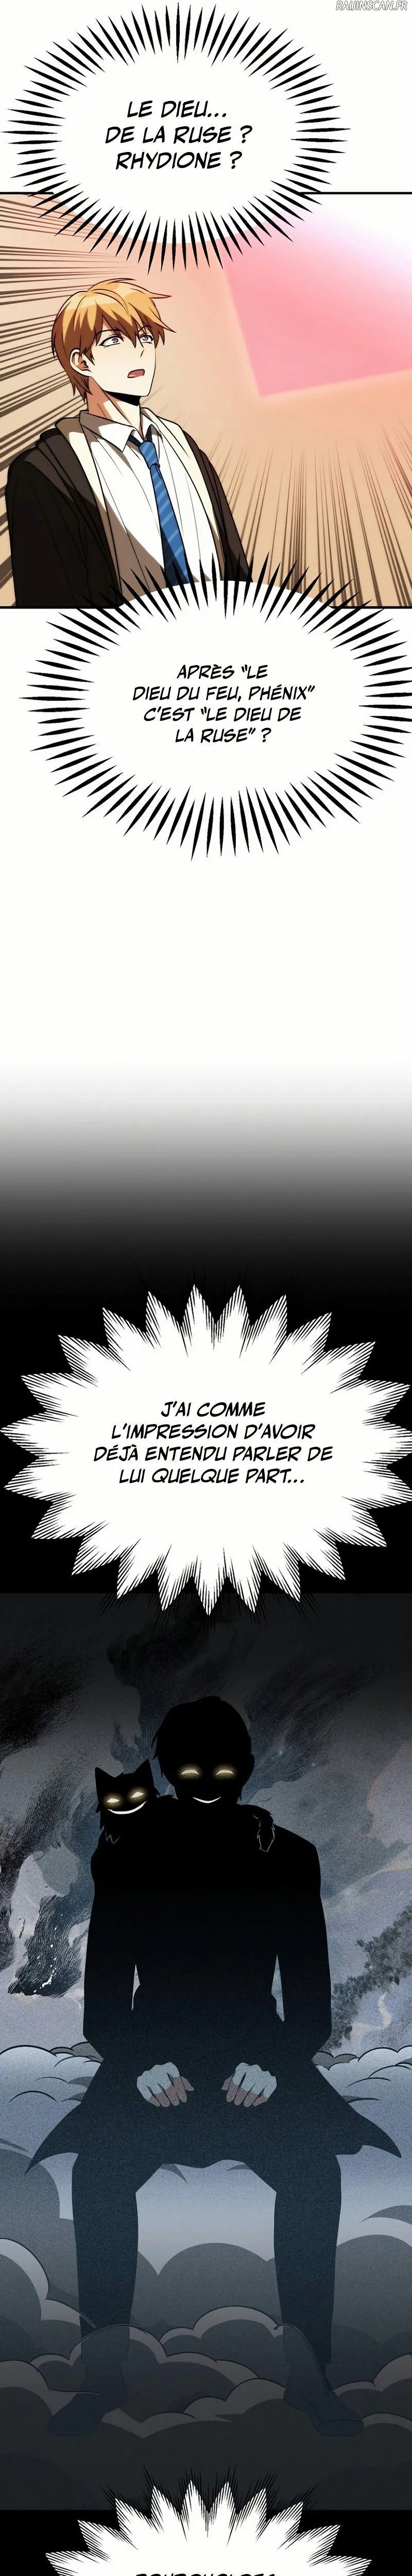 RAIJINSCAN.FR
LE DIEU...
DE LA RUSE ?
RHYDIONE ?
APRÈS "LE
DIEU DU FEU, PHÉNIX"
C'EST "LE DIEU DE
LA RUSE" ?
J'AI COMME
L'IMPRESSION D'AVOIR
DÉJÀ ENTENDU PARLER DE
LUI QUELQUE PART...